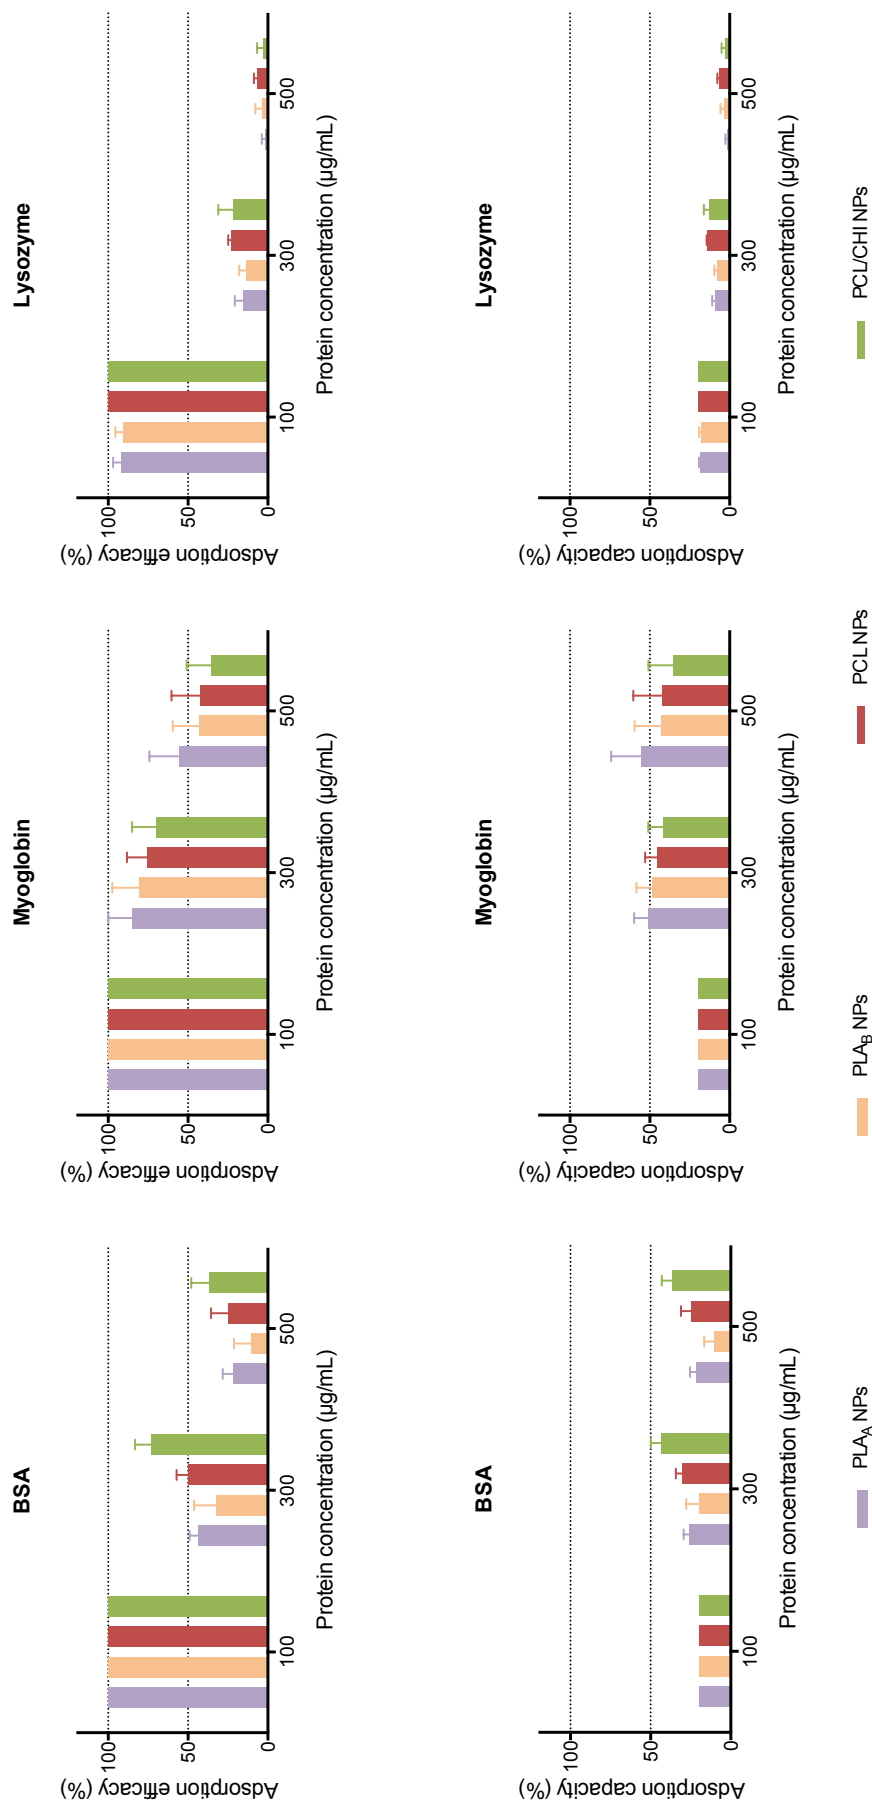 BSA
Adsorption efficacy (%)
100
50
0
100
300
500
Protein concentration (µg/mL)
Myoglobin
Adsorption efficacy (%)
100
50
0
100
300
500
Protein concentration (µg/mL)
Lysozyme
Adsorption efficacy (%)
100
50
0
100
300
500
Protein concentration (µg/mL)
BSA
Adsorption capacity (%)
100
50
0
100
300
500
Protein concentration (µg/mL)
Myoglobin
Adsorption capacity (%)
100
50
0
100
300
500
Protein concentration (µg/mL)
Lysozyme
Adsorption capacity (%)
100
50
0
100
300
500
Protein concentration (µg/mL)
PLA_A NPs
PLA_B NPs
PCL NPs
PCL/CHI NPs